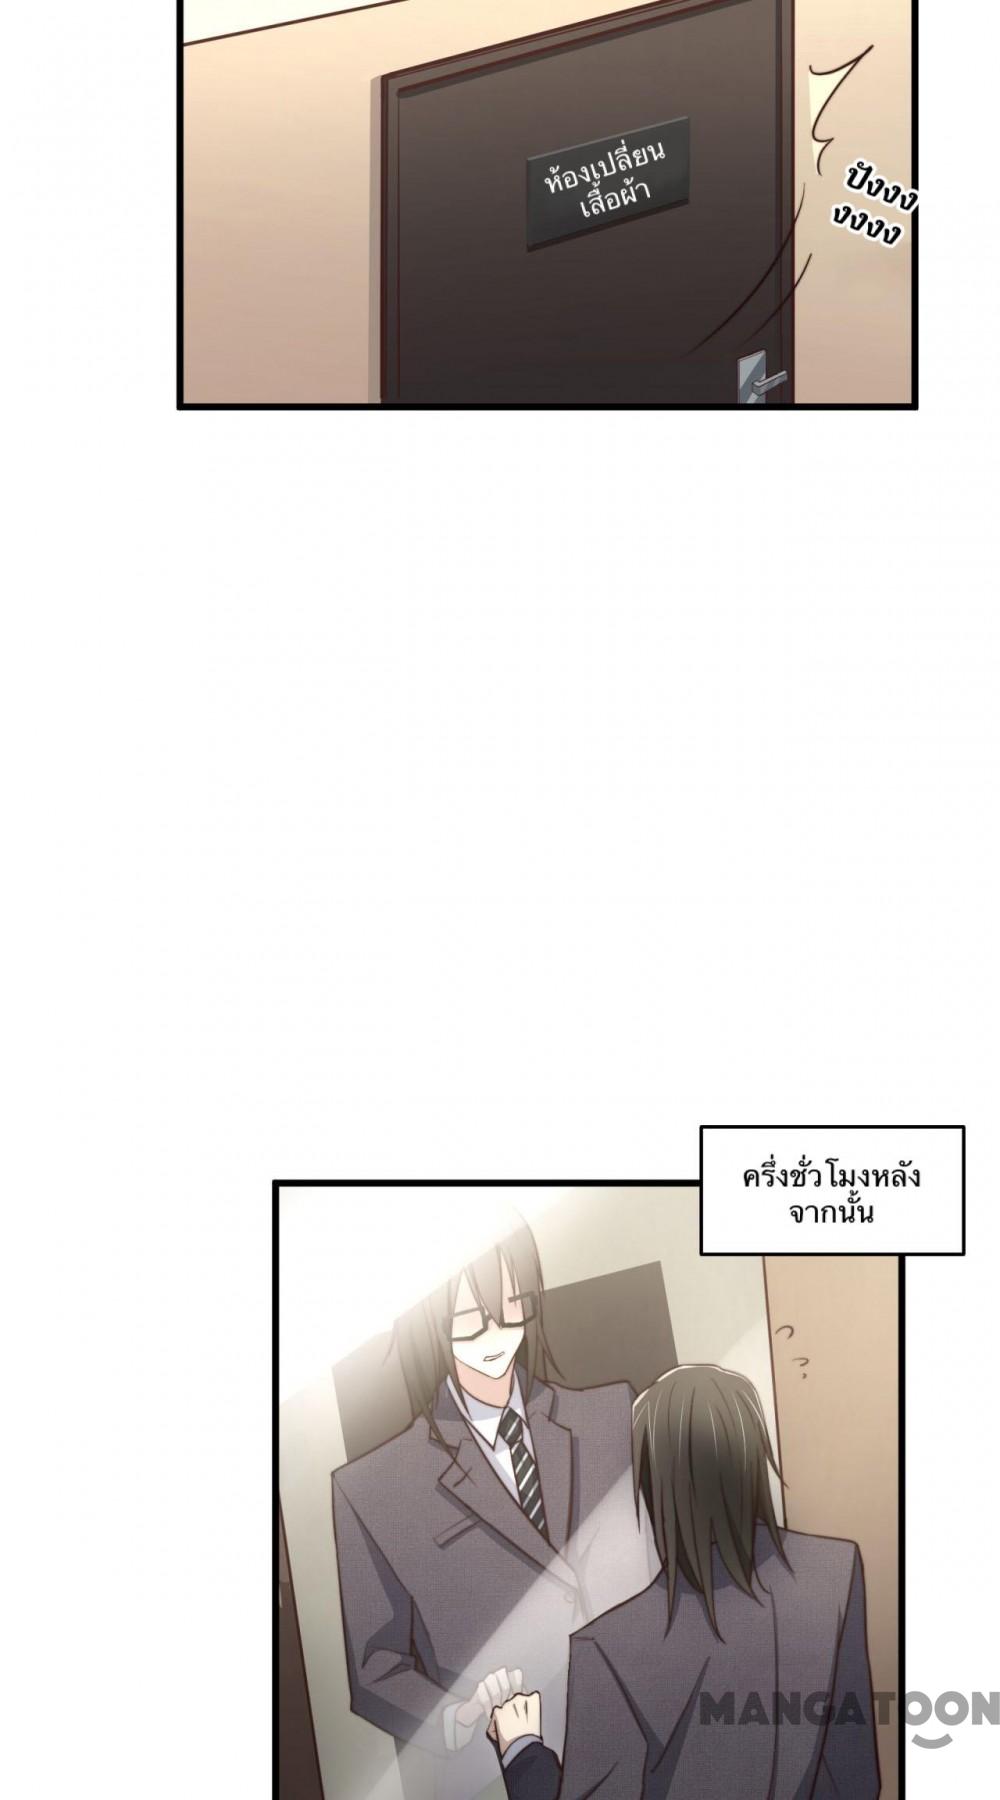 ห้องเปลี่ยน
เสื้อผ้า
ปังงง
งงงง
ครึ่งชั่วโมงหลัง
จากนั้น
MANGATOON